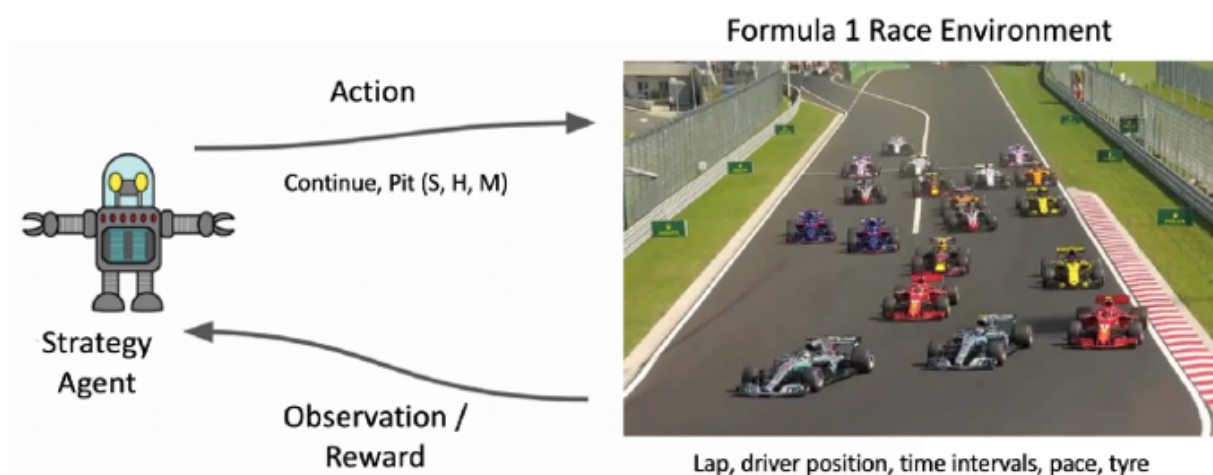 Formula 1 Race Environment
Action
Continue, Pit (S, H, M)
Strategy
Agent
Observation /
Reward
Lap, driver position, time intervals, pace, tyre